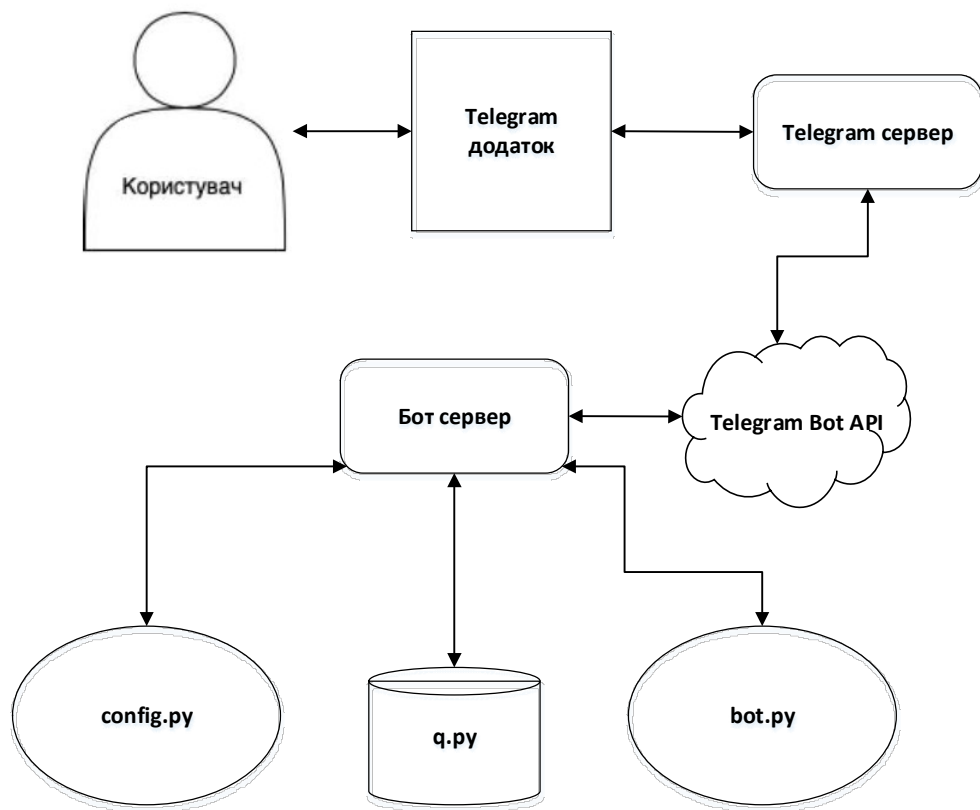 Користувач
Telegram
додаток
Telegram сервер
Бот сервер
Telegram Bot API
config.py
q.py
bot.py